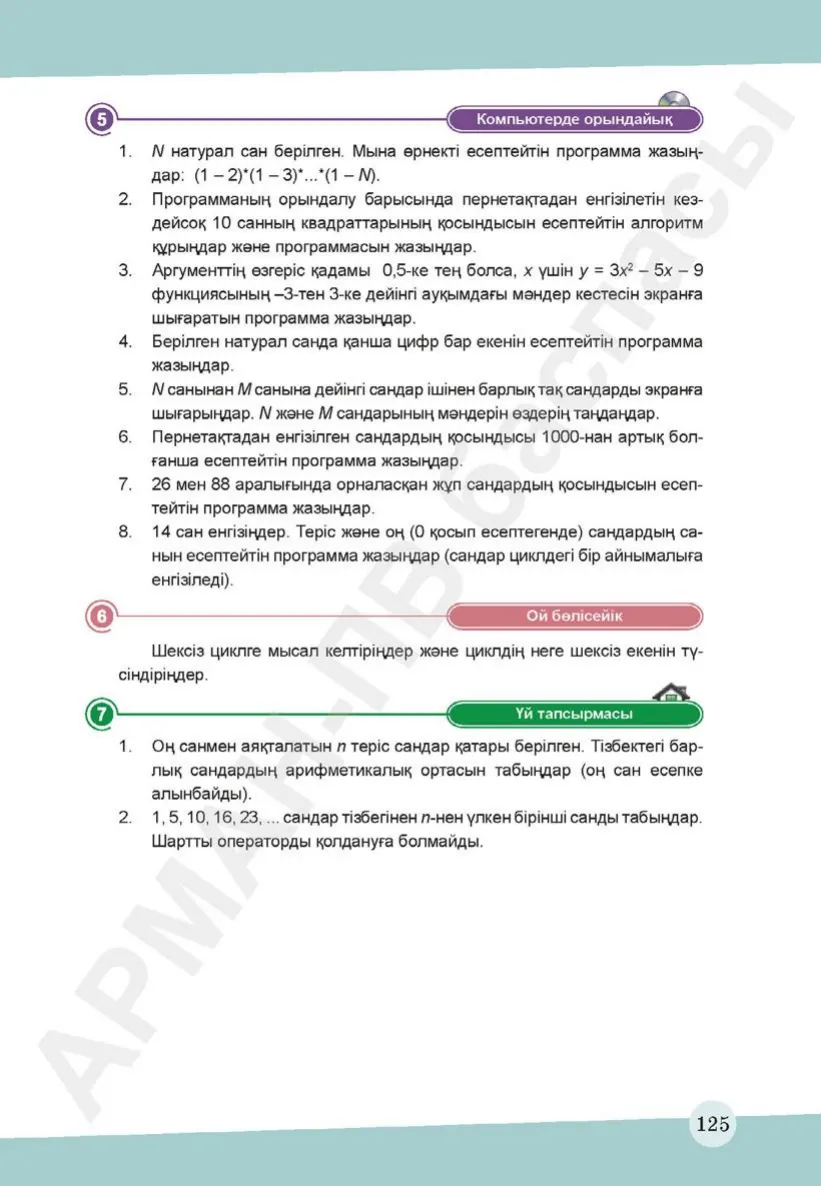 5 Компьютерде орындайық
1. N натурал сан берілген. Мына өрнекті есептейтін программа жазың-
дар: (1 – 2)*(1 – 3)*...*(1 – N).
2. Программаның орындалу барысында пернетақтадан енгізілетін кез-
дейсоқ 10 санның квадраттарының қосындысын есептейтін алгоритм
құрыңдар және программасын жазыңдар.
3. Аргументтің өзгеріс қадамы 0,5-ке тең болса, x үшін y = 3x² – 5x – 9
функциясының –3-тен 3-ке дейінгі ауқымдағы мәндер кестесін экранға
шығаратын программа жазыңдар.
4. Берілген натурал санда қанша цифр бар екенін есептейтін программа
жазыңдар.
5. N санынан M санына дейінгі сандар ішінен барлық тақ сандарды экранға
шығарыңдар. N және M сандарының мәндерін өздерің таңдаңдар.
6. Пернетақтадан енгізілген сандардың қосындысы 1000-нан артық бол-
ғанша есептейтін программа жазыңдар.
7. 26 мен 88 аралығында орналасқан жұп сандардың қосындысын есеп-
тейтін программа жазыңдар.
8. 14 сан енгізіңдер. Теріс және оң (0 қосып есептегенде) сандардың са-
нын есептейтін программа жазыңдар (сандар циклдегі бір айнымалыға
енгізіледі).
6 Ой бөлісейік
Шексіз циклге мысал келтіріңдер және циклдің неге шексіз екенін тү-
сіндіріңдер.
7 Үй тапсырмасы
1. Оң санмен аяқталатын n теріс сандар қатары берілген. Тізбектегі бар-
лық сандардың арифметикалық ортасын табыңдар (оң сан есепке
алынбайды).
2. 1, 5, 10, 16, 23, ... сандар тізбегінен n-нен үлкен бірінші санды табыңдар.
Шартты операторды қолдануға болмайды.
АРМАН-ПВ баспасы
125